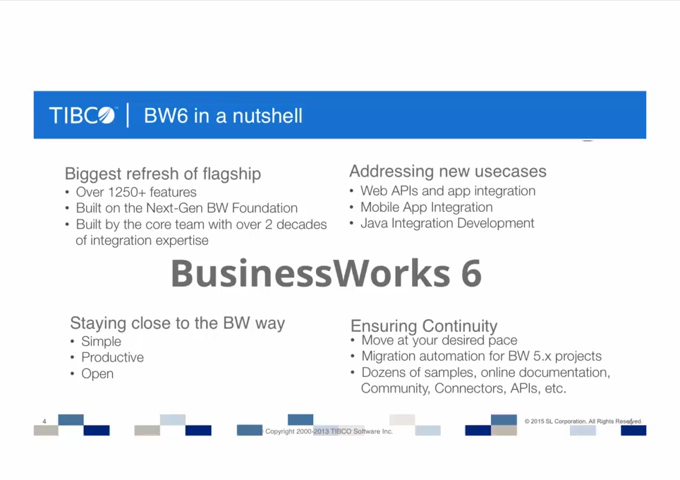 TIBCO | BW6 in a nutshell
Biggest refresh of flagship
• Over 1250+ features
• Built on the Next-Gen BW Foundation
• Built by the core team with over 2 decades
of integration expertise
Addressing new usecases
• Web APIs and app integration
• Mobile App Integration
• Java Integration Development
BusinessWorks 6
Staying close to the BW way
• Simple
• Productive
• Open
Ensuring Continuity
• Move at your desired pace
• Migration automation for BW 5.x projects
• Dozens of samples, online documentation,
Community, Connectors, APIs, etc.
4
© 2015 SL Corporation. All Rights Reserved.
Copyright 2000-2013 TIBCO Software Inc.